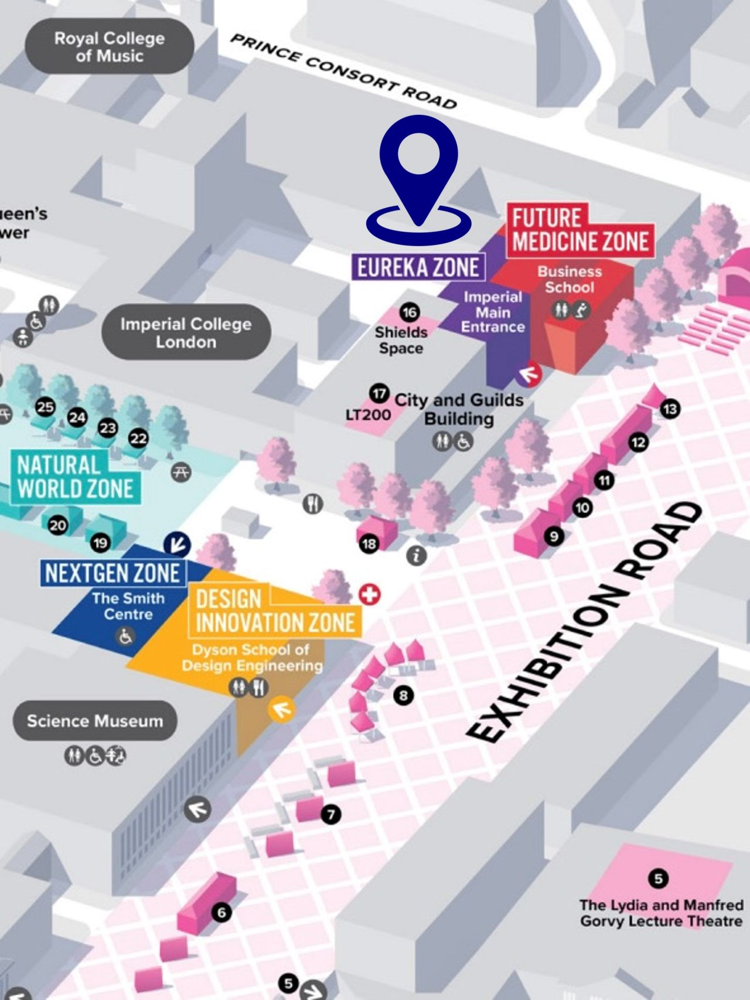 Royal College
of Music
PRINCE CONSORT ROAD
ueen's
wer
FUTURE
MEDICINE ZONE
EUREKA ZONE
Business
School
Imperial
Main
Entrance
16
Shields
Space
Imperial College
London
17
LT200
City and Guilds
Building
13
12
11
10
9
25
24
23
22
NATURAL
WORLD ZONE
20
19
18
i
EXHIBITION ROAD
NEXTGEN ZONE
The Smith
Centre
DESIGN
INNOVATION ZONE
Dyson School of
Design Engineering
8
Science Museum
7
6
5
The Lydia and Manfred
Gorvy Lecture Theatre
5